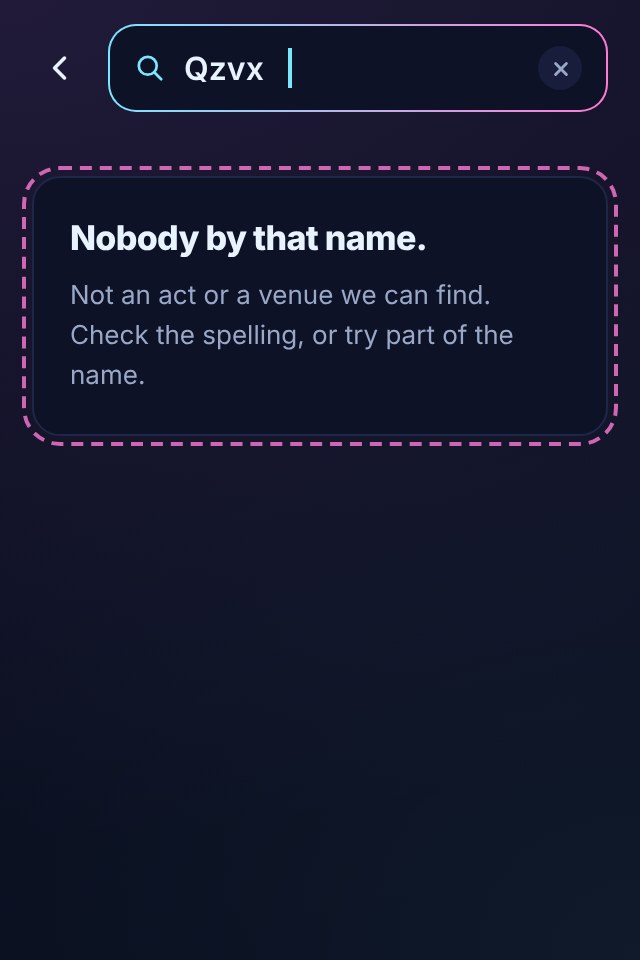 Qzvx
Nobody by that name.
Not an act or a venue we can find.
Check the spelling, or try part of the
name.